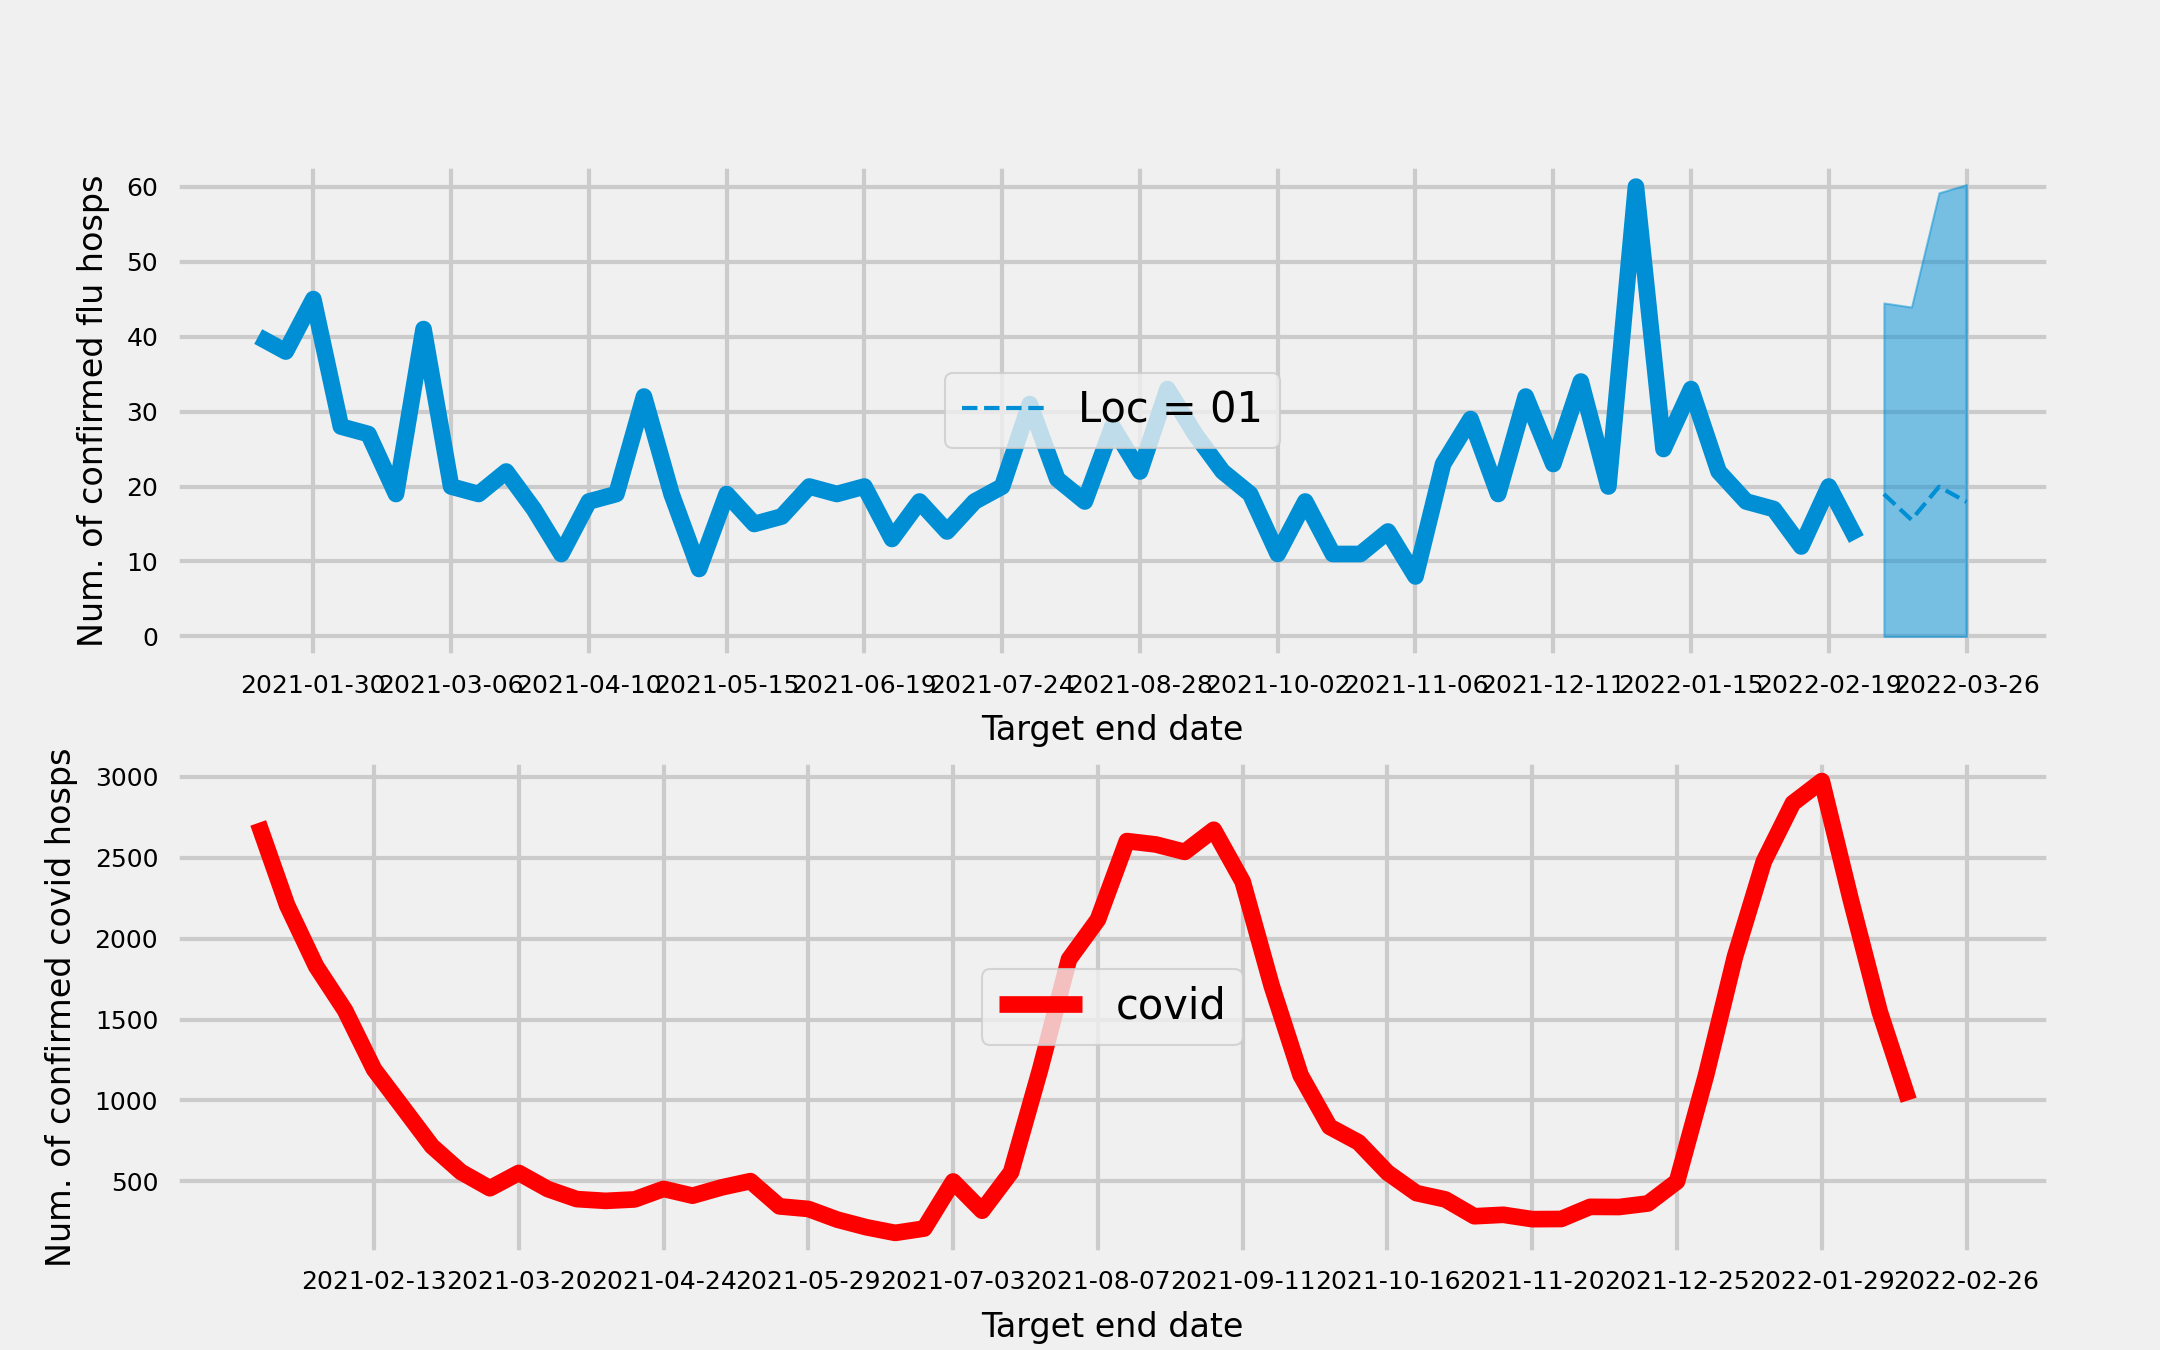 Num. of confirmed flu hosps
60
50
40
30
20
10
0
Loc = 01
2021-01-30 2021-03-06 2021-04-10 2021-05-15 2021-06-19 2021-07-24 2021-08-28 2021-10-02 2021-11-06 2021-12-11 2022-01-15 2022-02-19 2022-03-26
Target end date
Num. of confirmed covid hosps
3000
2500
2000
1500
1000
500
covid
2021-02-13 2021-03-20 2021-04-24 2021-05-29 2021-07-03 2021-08-07 2021-09-11 2021-10-16 2021-11-20 2021-12-25 2022-01-29 2022-02-26
Target end date